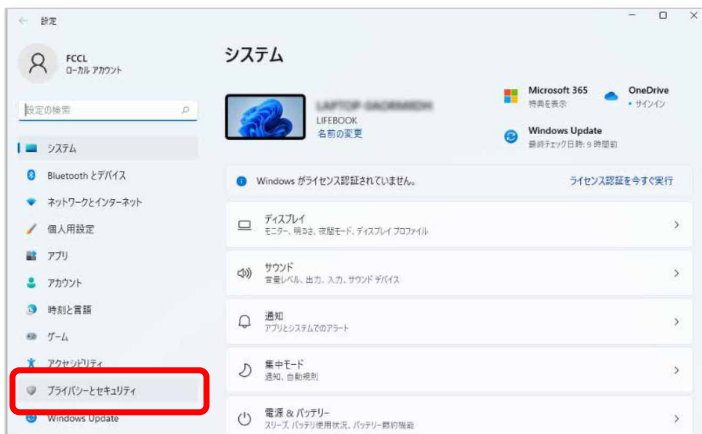 ← 設定
FCCL
ローカル アカウント
設定の検索
システム
Bluetooth とデバイス
ネットワークとインターネット
個人用設定
アプリ
アカウント
時刻と言語
ゲーム
アクセシビリティ
プライバシーとセキュリティ
Windows Update
システム
LIFEBOOK
名前の変更
Microsoft 365
特典を表示
OneDrive
• サインイン
Windows Update
最終チェック日時: 9 時間前
Windows がライセンス認証されていません。
ライセンス認証を今すぐ実行
ディスプレイ
モニター、明るさ、夜間モード、ディスプレイ プロファイル
サウンド
音量レベル、出力、入力、サウンド デバイス
通知
アプリとシステムでのアラート
集中モード
通知、自動規則
電源 & バッテリー
スリープ、バッテリ使用状況、バッテリー節約機能